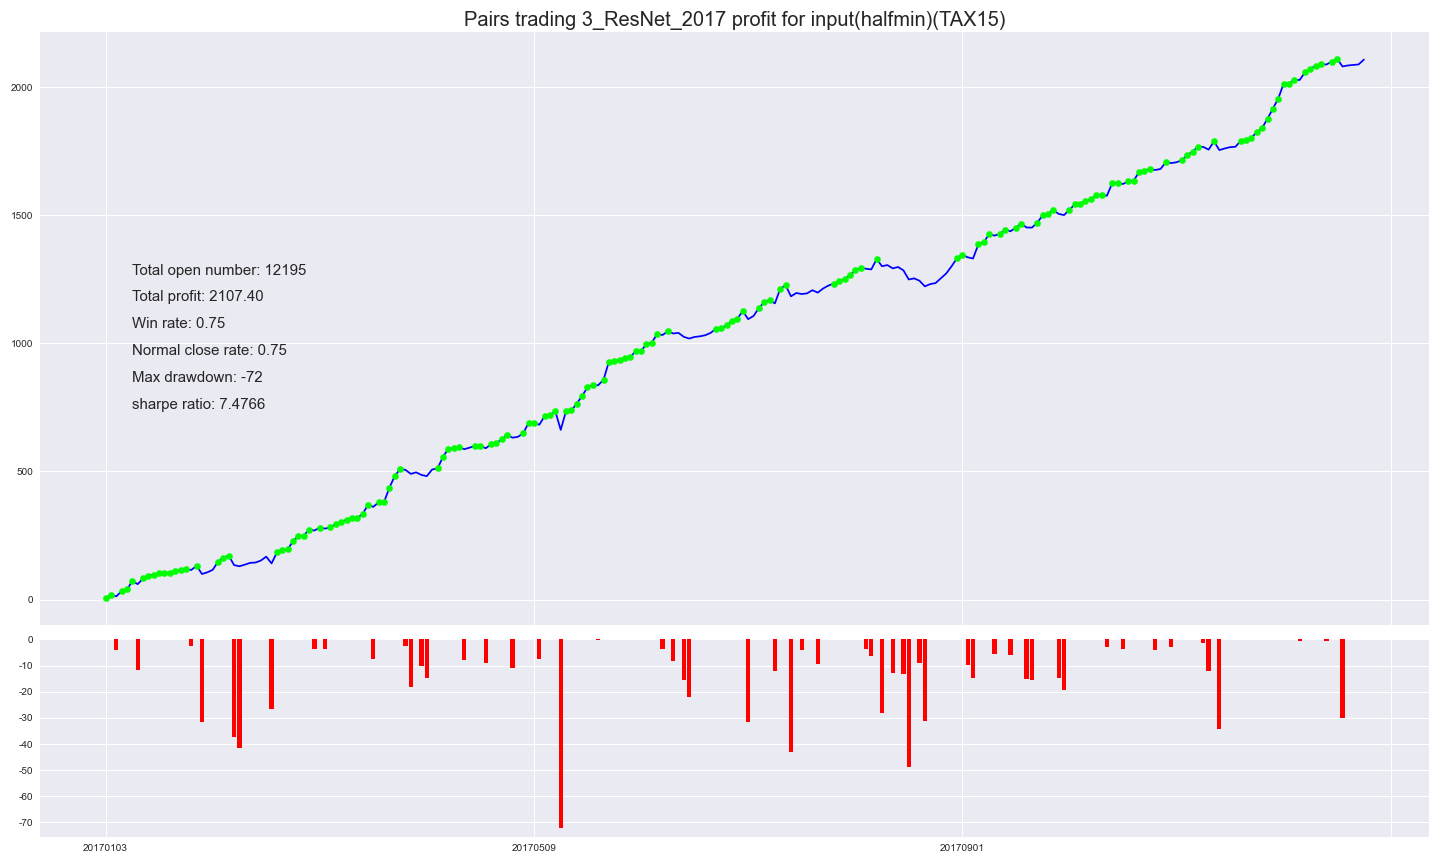 Pairs trading 3_ResNet_2017 profit for input(halfmin)(TAX15)
2000
1500
1000
500
0
Total open number: 12195
Total profit: 2107.40
Win rate: 0.75
Normal close rate: 0.75
Max drawdown: -72
sharpe ratio: 7.4766
0
-10
-20
-30
-40
-50
-60
-70
20170103
20170509
20170901